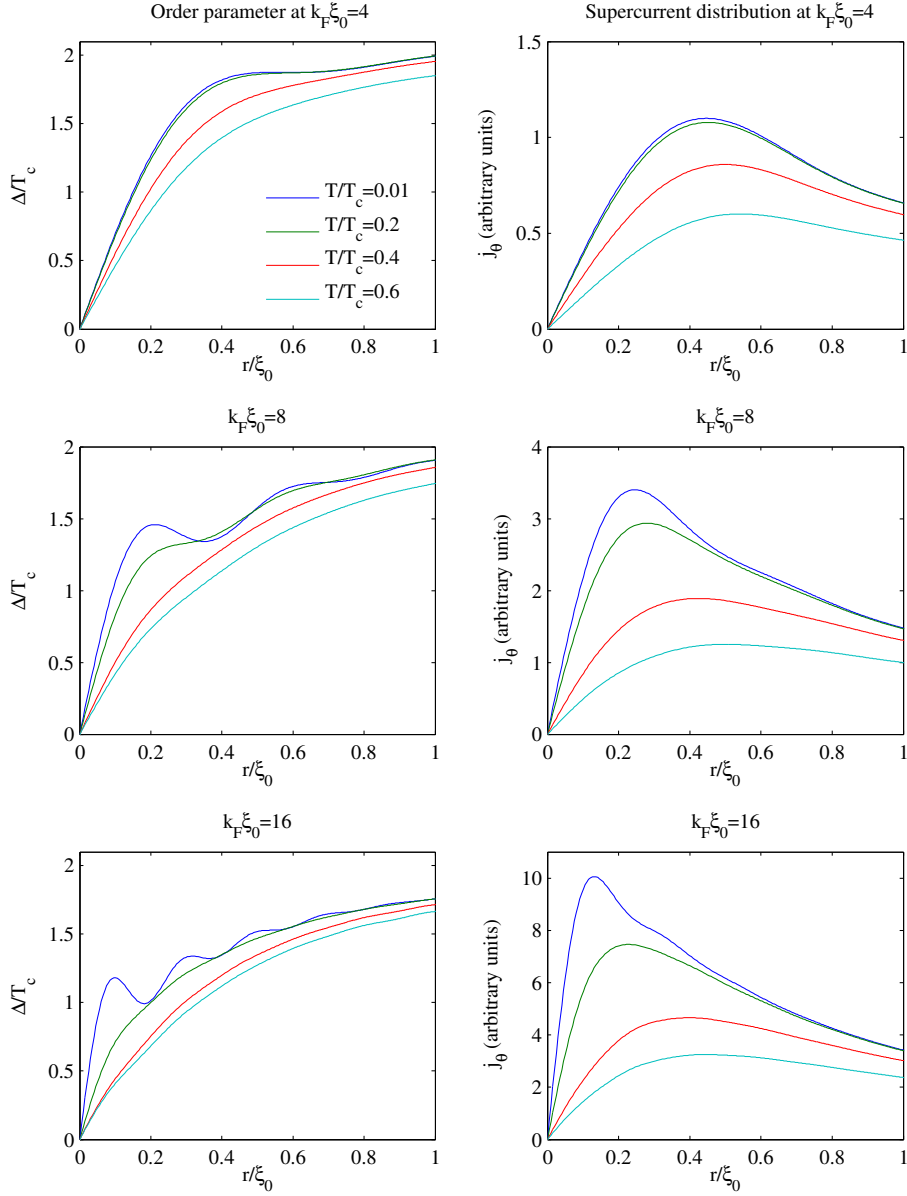 Order parameter at k_Fξ_0=4
Supercurrent distribution at k_Fξ_0=4
2
1.5
1
0.5
0
Δ/T_c
T/T_c=0.01
T/T_c=0.2
T/T_c=0.4
T/T_c=0.6
0 0.2 0.4 0.6 0.8 1
r/ξ_0
1.5
1
0.5
0
j_θ (arbitrary units)
0 0.2 0.4 0.6 0.8 1
r/ξ_0
k_Fξ_0=8
k_Fξ_0=8
2
1.5
1
0.5
0
Δ/T_c
0 0.2 0.4 0.6 0.8 1
r/ξ_0
4
3
2
1
0
j_θ (arbitrary units)
0 0.2 0.4 0.6 0.8 1
r/ξ_0
k_Fξ_0=16
k_Fξ_0=16
2
1.5
1
0.5
0
Δ/T_c
0 0.2 0.4 0.6 0.8 1
r/ξ_0
10
8
6
4
2
0
j_θ (arbitrary units)
0 0.2 0.4 0.6 0.8 1
r/ξ_0